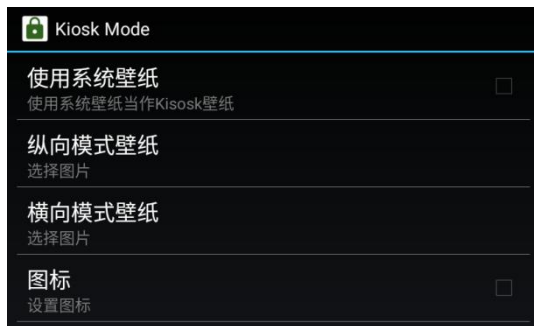 Kiosk Mode
使用系统壁纸
使用系统壁纸当作Kisosk壁纸
纵向模式壁纸
选择图片
横向模式壁纸
选择图片
图标
设置图标